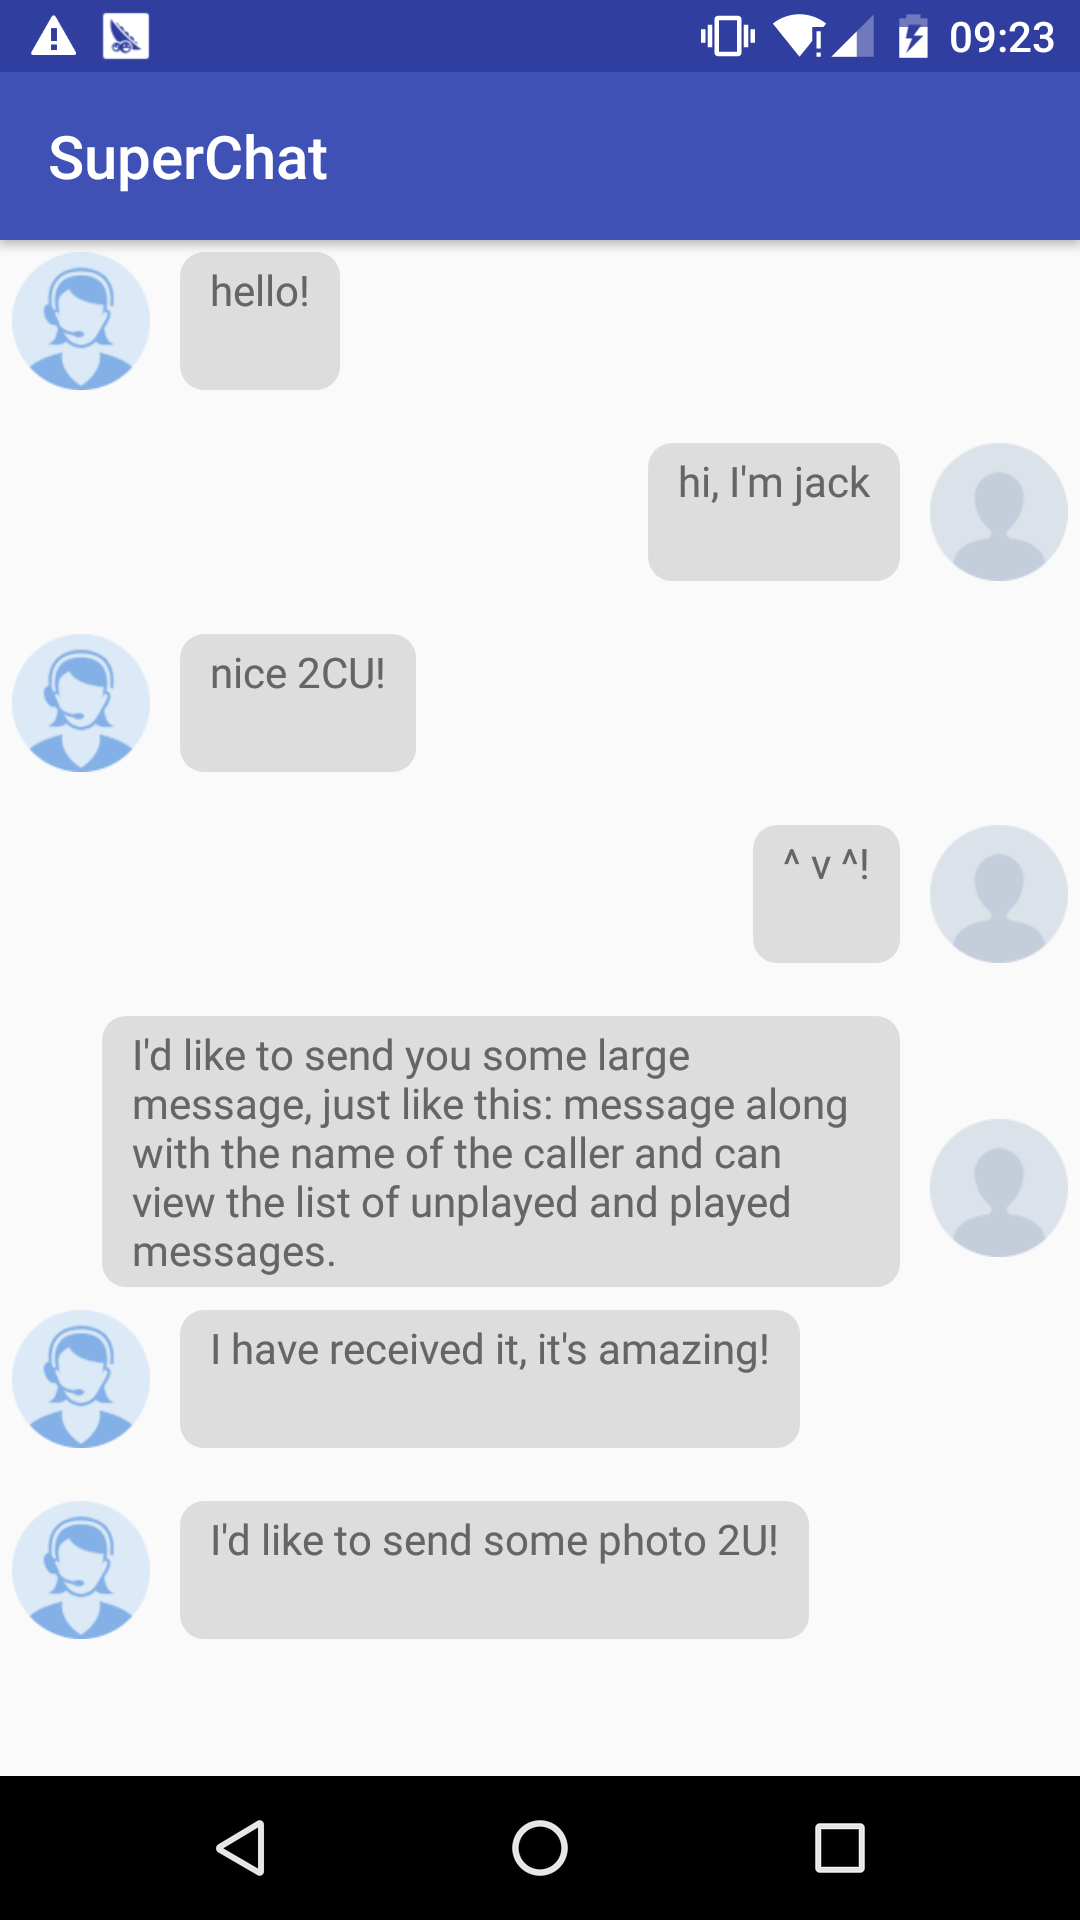 09:23
SuperChat
hello!
hi, I'm jack
nice 2CU!
^ v ^!
I'd like to send you some large
message, just like this: message along
with the name of the caller and can
view the list of unplayed and played
messages.
I have received it, it's amazing!
I'd like to send some photo 2U!